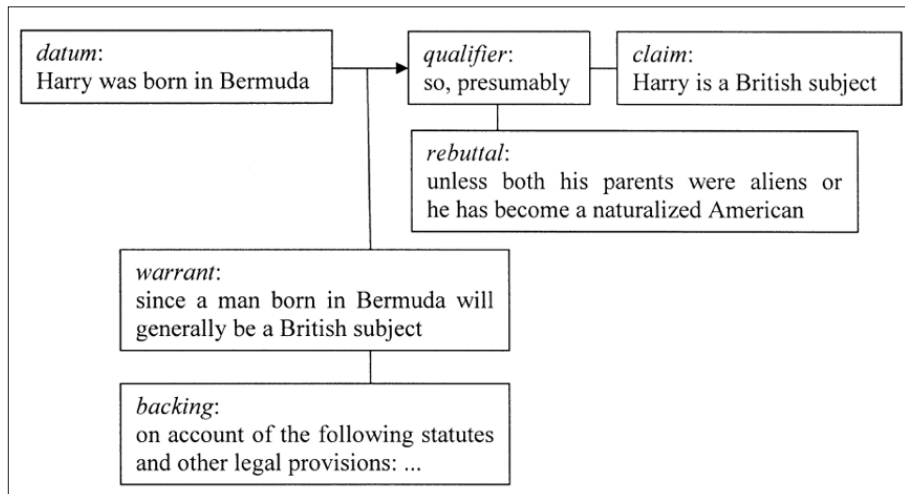 datum:
Harry was born in Bermuda
qualifier:
so, presumably
claim:
Harry is a British subject
rebuttal:
unless both his parents were aliens or
he has become a naturalized American
warrant:
since a man born in Bermuda will
generally be a British subject
backing:
on account of the following statutes
and other legal provisions: ...